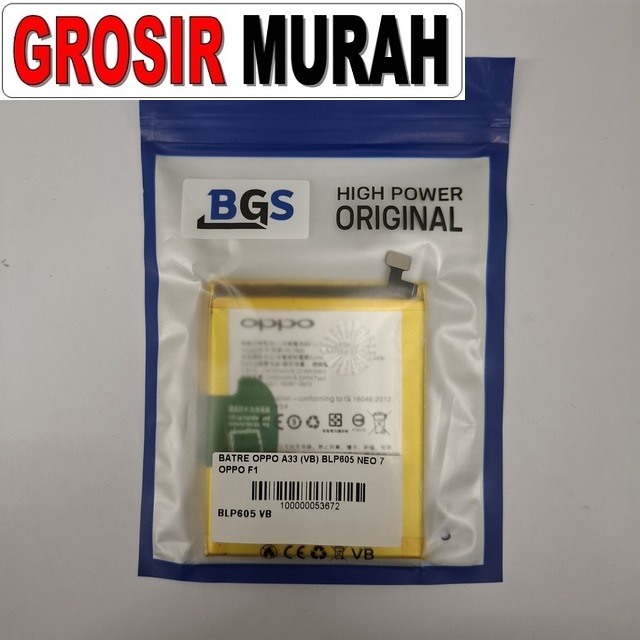 GROSIR MURAH
BGS
HIGH POWER
ORIGINAL
oppo
conforming to IS 16046:2012
BATRE OPPO A33 (VB) BLP605 NEO 7
OPPO F1
100000053672
BLP605 VB
VB